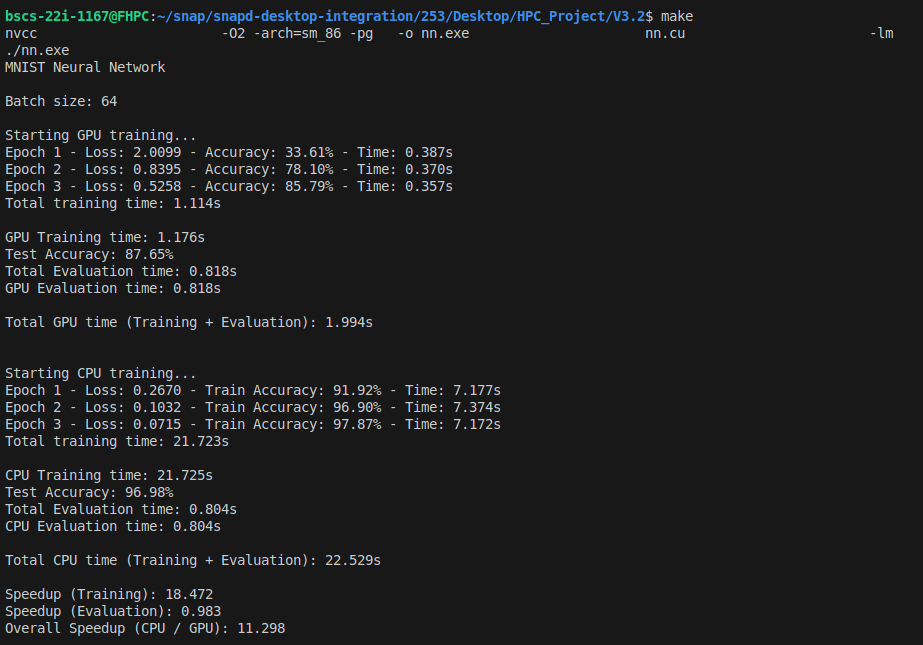 bscs-22i-1167@FHPC:~/snap/snapd-desktop-integration/253/Desktop/HPC_Project/V3.2$ make
nvcc -O2 -arch=sm_86 -pg -o nn.exe nn.cu -lm
./nn.exe
MNIST Neural Network
Batch size: 64
Starting GPU training...
Epoch 1 - Loss: 2.0099 - Accuracy: 33.61% - Time: 0.387s
Epoch 2 - Loss: 0.8395 - Accuracy: 78.10% - Time: 0.370s
Epoch 3 - Loss: 0.5258 - Accuracy: 85.79% - Time: 0.357s
Total training time: 1.114s
GPU Training time: 1.176s
Test Accuracy: 87.65%
Total Evaluation time: 0.818s
GPU Evaluation time: 0.818s
Total GPU time (Training + Evaluation): 1.994s
Starting CPU training...
Epoch 1 - Loss: 0.2670 - Train Accuracy: 91.92% - Time: 7.177s
Epoch 2 - Loss: 0.1032 - Train Accuracy: 96.90% - Time: 7.374s
Epoch 3 - Loss: 0.0715 - Train Accuracy: 97.87% - Time: 7.172s
Total training time: 21.723s
CPU Training time: 21.725s
Test Accuracy: 96.98%
Total Evaluation time: 0.804s
CPU Evaluation time: 0.804s
Total CPU time (Training + Evaluation): 22.529s
Speedup (Training): 18.472
Speedup (Evaluation): 0.983
Overall Speedup (CPU / GPU): 11.298